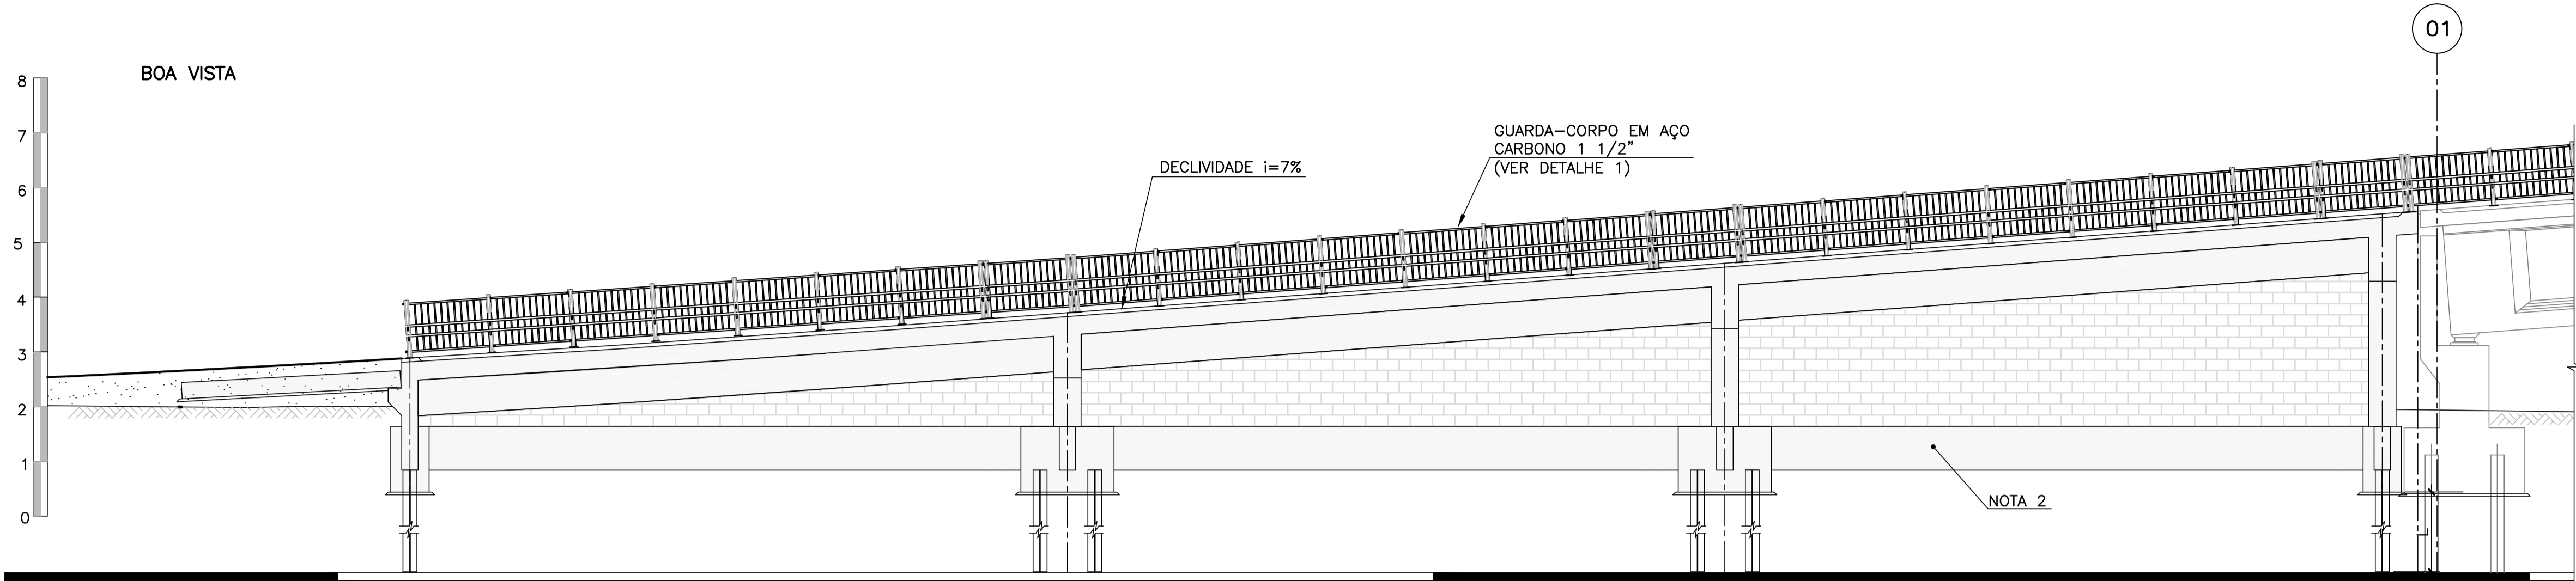 01
BOA VISTA
8
7
6
5
4
3
2
1
0
GUARDA-CORPO EM AÇO
CARBONO 1 1/2”
(VER DETALHE 1)
DECLIVIDADE i=7%
NOTA 2